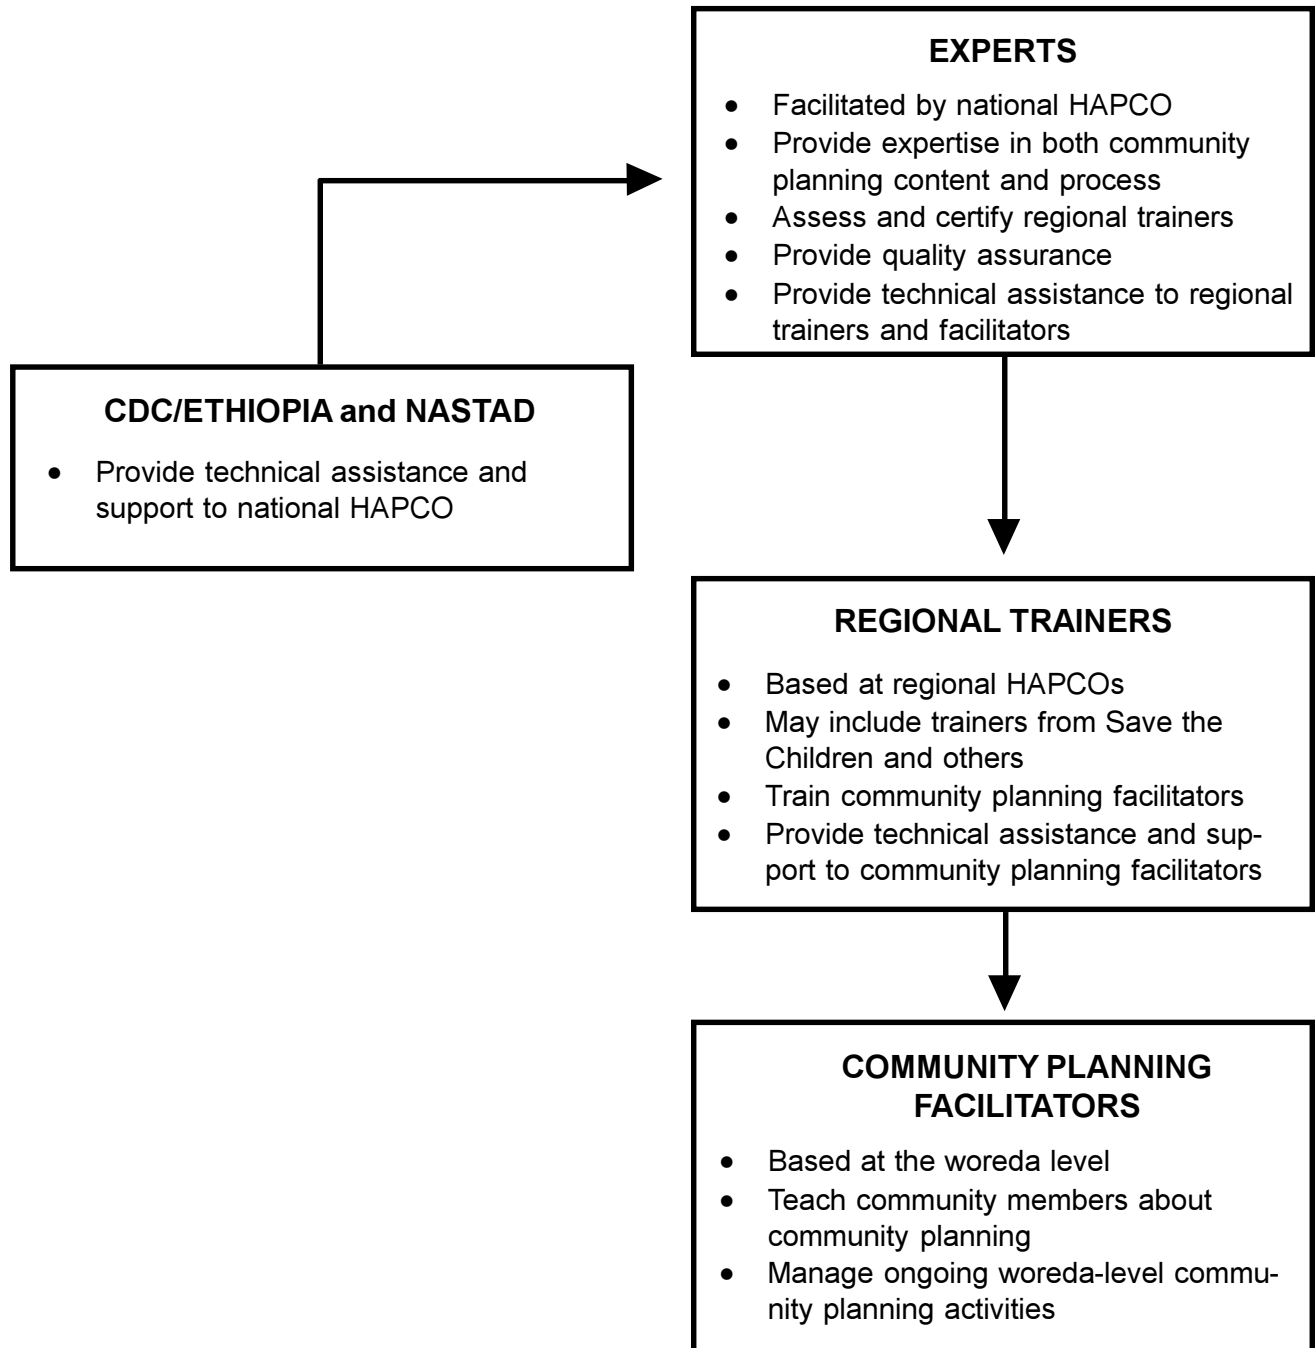 EXPERTS
• Facilitated by national HAPCO
• Provide expertise in both community
planning content and process
• Assess and certify regional trainers
• Provide quality assurance
• Provide technical assistance to regional
trainers and facilitators
CDC/ETHIOPIA and NASTAD
• Provide technical assistance and
support to national HAPCO
REGIONAL TRAINERS
• Based at regional HAPCOs
• May include trainers from Save the
Children and others
• Train community planning facilitators
• Provide technical assistance and sup-
port to community planning facilitators
COMMUNITY PLANNING
FACILITATORS
• Based at the woreda level
• Teach community members about
community planning
• Manage ongoing woreda-level commu-
nity planning activities